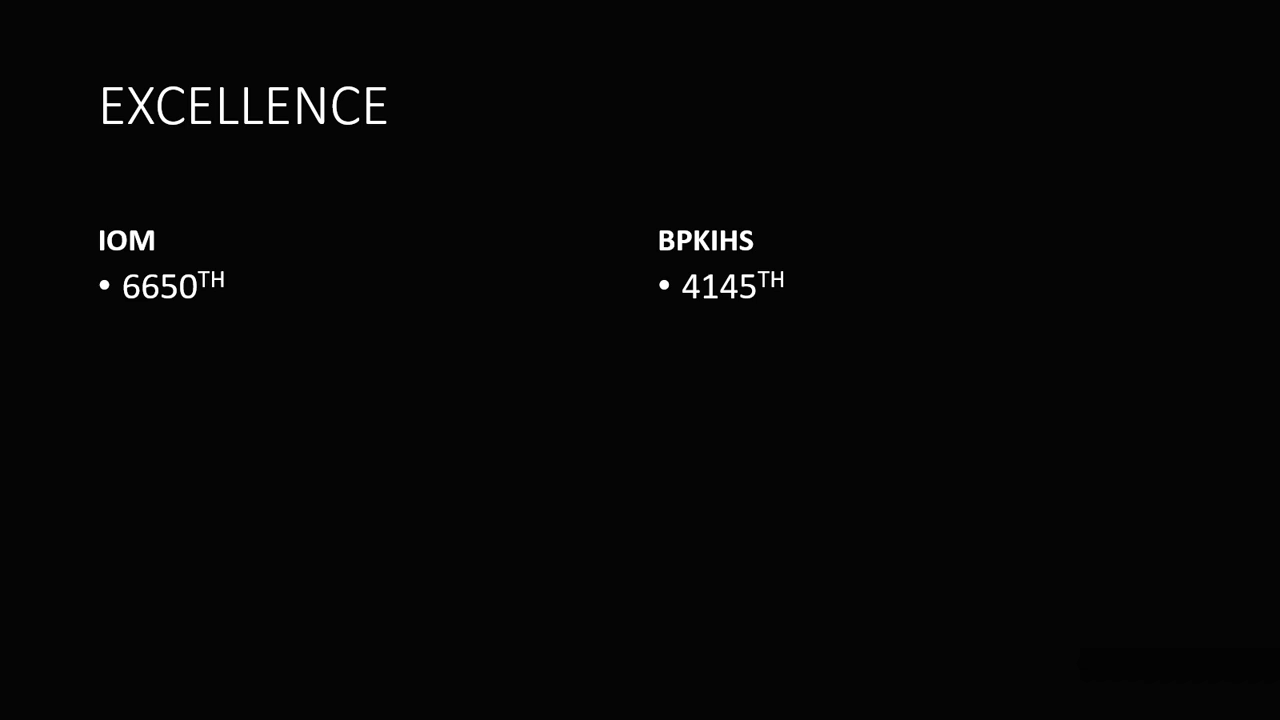 EXCELLENCE
IOM
• 6650TH
BPKIHS
• 4145TH